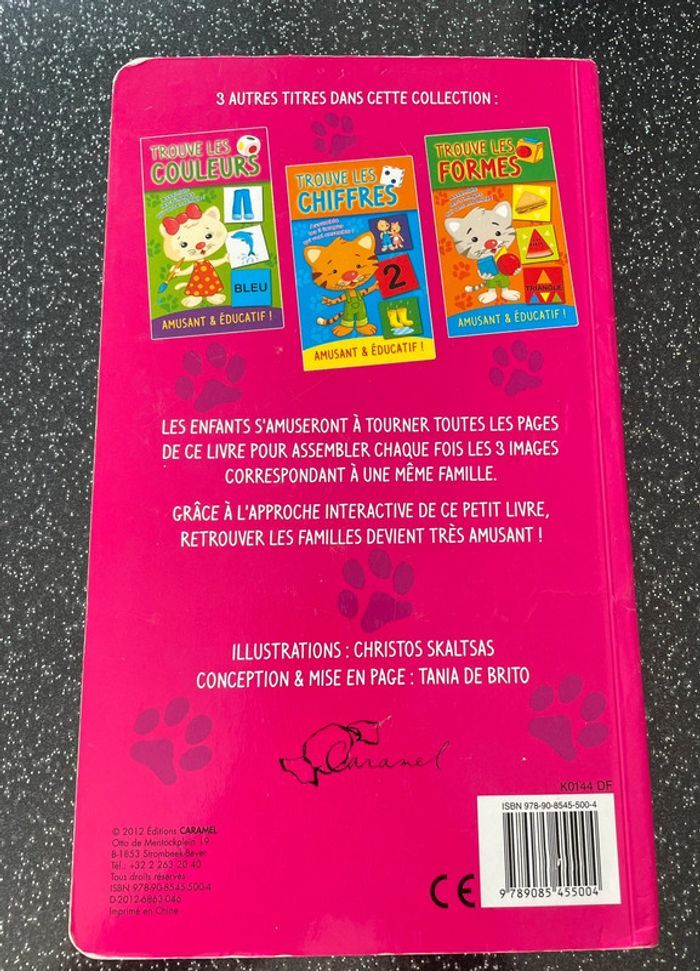 3 AUTRES TITRES DANS CETTE COLLECTION :
TROUVE LES
COULEURS
BLEU
AMUSANT & ÉDUCATIF !
TROUVE LES
CHIFFRES
2
AMUSANT & ÉDUCATIF !
TROUVE LES
FORMES
TRIANGLE
AMUSANT & ÉDUCATIF !
LES ENFANTS S'AMUSERONT À TOURNER TOUTES LES PAGES
DE CE LIVRE POUR ASSEMBLER CHAQUE FOIS LES 3 IMAGES
CORRESPONDANT À UNE MÊME FAMILLE.
GRÂCE À L'APPROCHE INTERACTIVE DE CE PETIT LIVRE,
RETROUVER LES FAMILLES DEVIENT TRÈS AMUSANT !
ILLUSTRATIONS : CHRISTOS SKALTSAS
CONCEPTION & MISE EN PAGE : TANIA DE BRITO
Caramel
K0144 DF
ISBN 978-90-8545-500-4
9 789085 455004
CE
© 2012 Éditions CARAMEL
Otto de Mentockplein 19
B-1853 Strombeek-Bever
Tél.: +32 2 263 20 40
Tous droits réservés
ISBN 978-90-8545-500-4
D-2012-6863-046
Imprimé en Chine